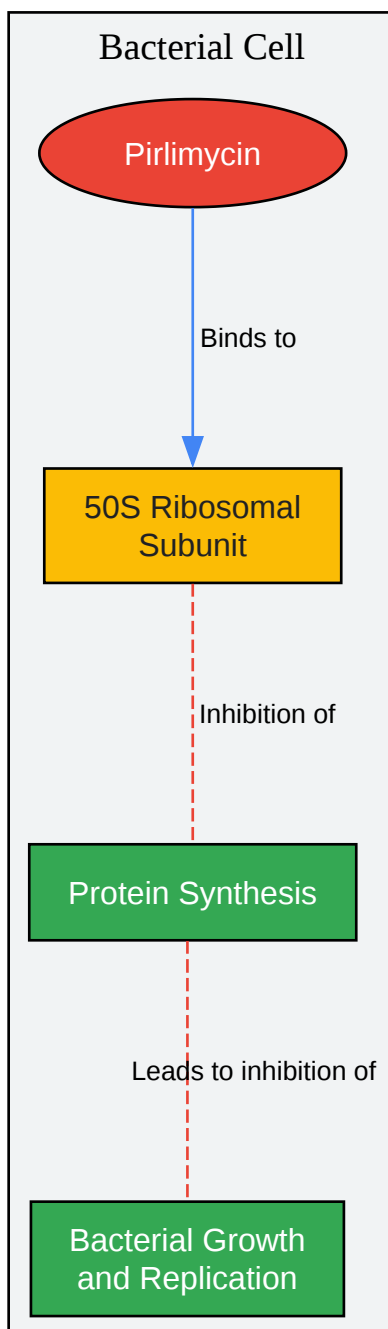 Bacterial Cell
Pirlimycin
Binds to
50S Ribosomal
Subunit
Inhibition of
Protein Synthesis
Leads to inhibition of
Bacterial Growth
and Replication